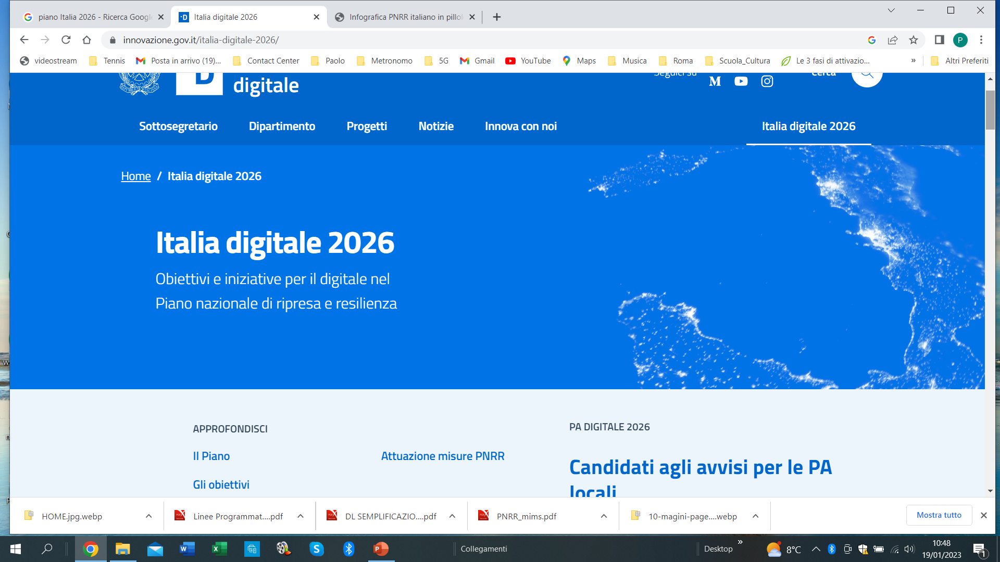 piano Italia 2026 - Ricerca Google
Italia digitale 2026
Infografica PNRR italiano in pillol
innovazione.gov.it/italia-digitale-2026/
P
videostream
Tennis
Posta in arrivo (19)...
Contact Center
Paolo
Metronomo
5G
Gmail
YouTube
Maps
Musica
Roma
Scuola_Cultura
Le 3 fasi di attivazio...
»
Altri Preferiti
D
digitale
Seguici su
Cerca
Sottosegretario
Dipartimento
Progetti
Notizie
Innova con noi
Italia digitale 2026
Home / Italia digitale 2026
Italia digitale 2026
Obiettivi e iniziative per il digitale nel
Piano nazionale di ripresa e resilienza
APPROFONDISCI
PA DIGITALE 2026
Il Piano
Attuazione misure PNRR
Gli obiettivi
Candidati agli avvisi per le PA
locali
HOME.jpg.webp
Linee Programmat....pdf
DL SEMPLIFICAZIO....pdf
PNRR_mims.pdf
10-magini-page....webp
Mostra tutto
Collegamenti
Desktop
»
8°C
10:48
19/01/2023
1